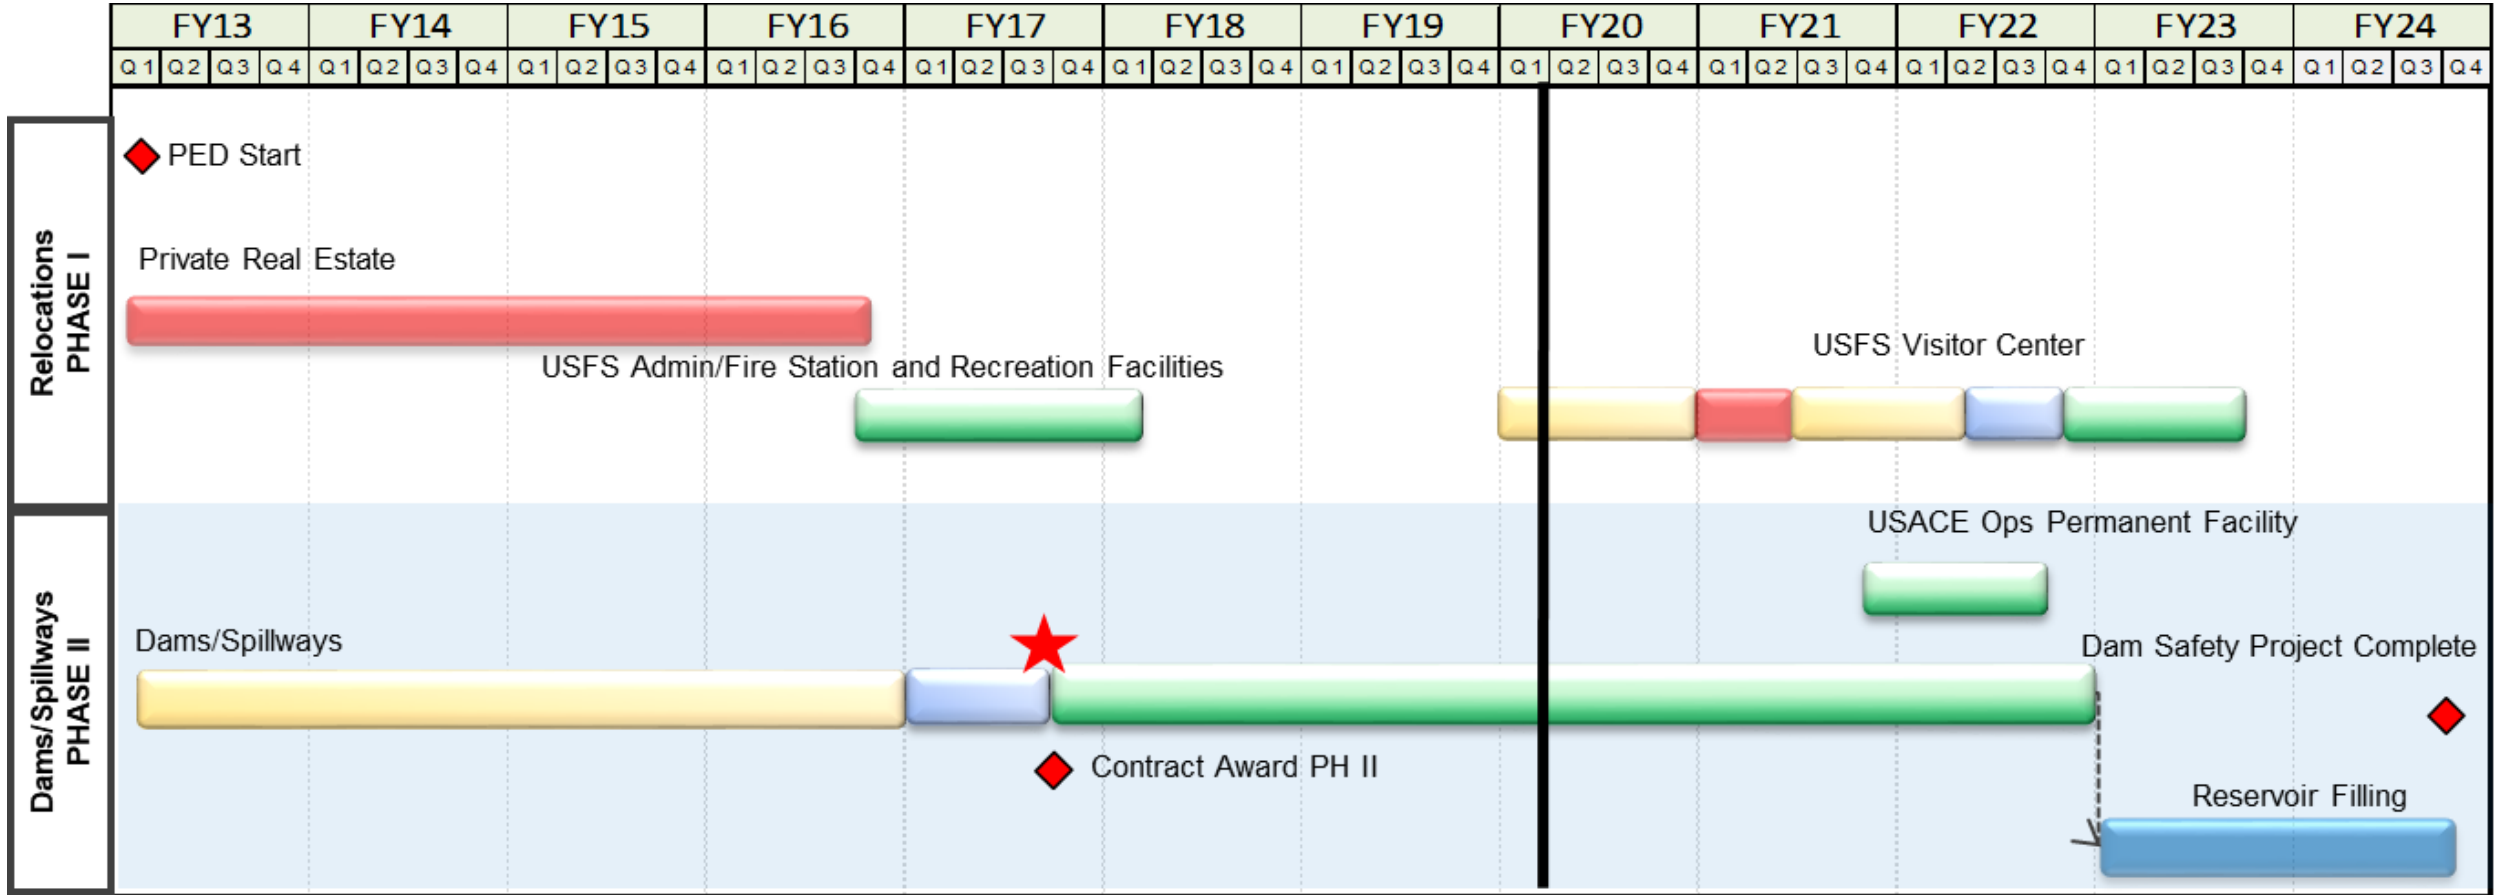 FY13 FY14 FY15 FY16 FY17 FY18 FY19 FY20 FY21 FY22 FY23 FY24
Q1 Q2 Q3 Q4 Q1 Q2 Q3 Q4 Q1 Q2 Q3 Q4 Q1 Q2 Q3 Q4 Q1 Q2 Q3 Q4 Q1 Q2 Q3 Q4 Q1 Q2 Q3 Q4 Q1 Q2 Q3 Q4 Q1 Q2 Q3 Q4 Q1 Q2 Q3 Q4 Q1 Q2 Q3 Q4 Q1 Q2 Q3 Q4
Relocations
PHASE I
PED Start
Private Real Estate
USFS Visitor Center
USFS Admin/Fire Station and Recreation Facilities
Dams/Spillways
PHASE II
USACE Ops Permanent Facility
Dams/Spillways
Dam Safety Project Complete
Contract Award PH II
Reservoir Filling